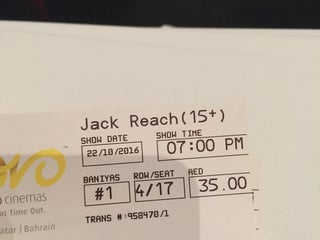 Jack Reach(15+)
SHOW DATE SHOW TIME
22/10/2016 07:00 PM
BANIYAS ROW/SEAT AED
#1 4/17 35.00
TRANS #:958470/1
cinemas
at Time Out.
atar | Bahrain